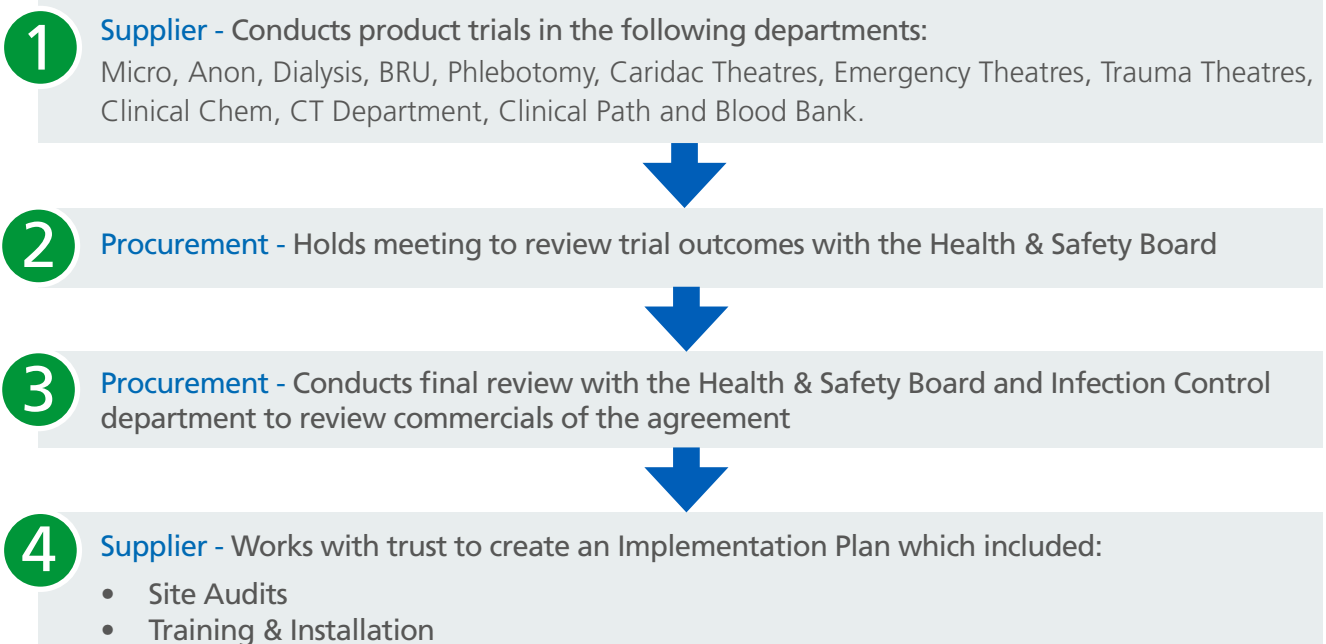 1
Supplier - Conducts product trials in the following departments:
Micro, Anon, Dialysis, BRU, Phlebotomy, Caridac Theatres, Emergency Theatres, Trauma Theatres,
Clinical Chem, CT Department, Clinical Path and Blood Bank.
2
Procurement - Holds meeting to review trial outcomes with the Health & Safety Board
3
Procurement - Conducts final review with the Health & Safety Board and Infection Control
department to review commercials of the agreement
4
Supplier - Works with trust to create an Implementation Plan which included:
• Site Audits
• Training & Installation